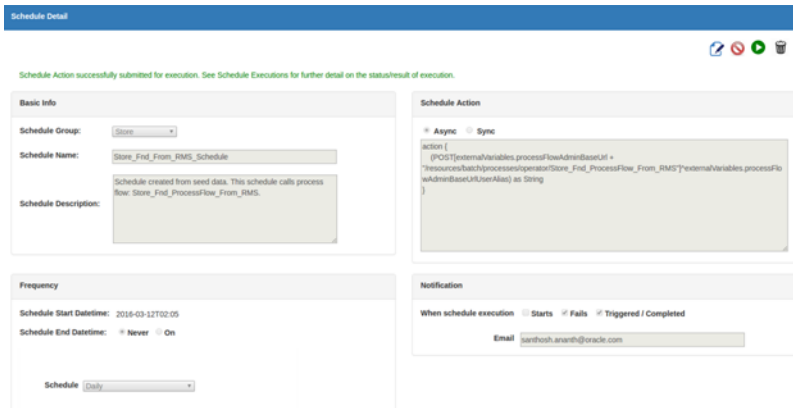 Schedule Detail
Schedule Action successfully submitted for execution. See Schedule Executions for further detail on the status/result of execution.
Basic Info
Schedule Group: Store
Schedule Name: Store_Fnd_From_RMS_Schedule
Schedule Description: Schedule created from seed data. This schedule calls process
flow: Store_Fnd_ProcessFlow_From_RMS.
Schedule Action
Async Sync
action {
(POST[externalVariables.processFlowAdminBaseUrl +
"/resources/batch/processes/operator/Store_Fnd_ProcessFlow_From_RMS"]^externalVariables.processFlo
wAdminBaseUrlUserAlias) as String
}
Frequency
Schedule Start Datetime: 2016-03-12T02:05
Schedule End Datetime: Never On
Schedule Daily
Notification
When schedule execution Starts Fails Triggered / Completed
Email santhosh.ananth@oracle.com